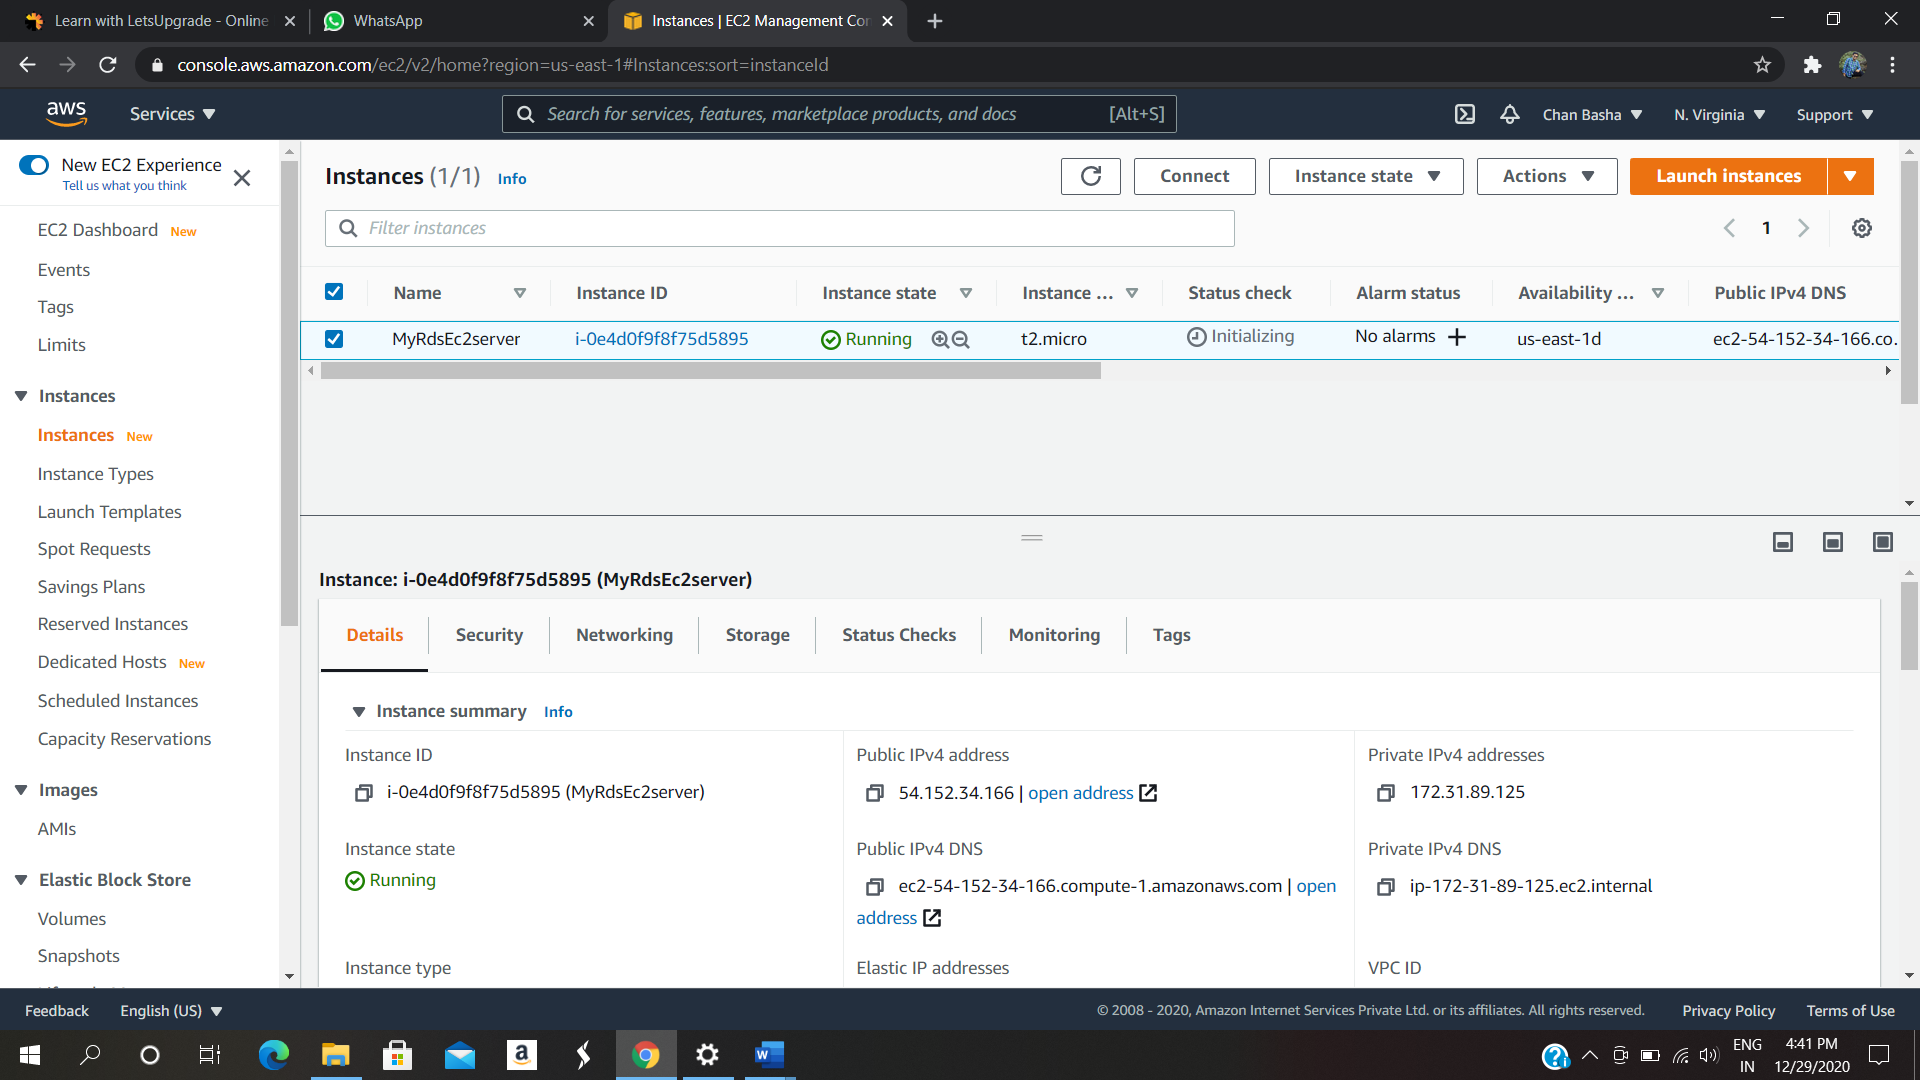 Learn with LetsUpgrade - Online
WhatsApp
Instances | EC2 Management Con
console.aws.amazon.com/ec2/v2/home?region=us-east-1#Instances:sort=instanceId
aws
Services
Search for services, features, marketplace products, and docs [Alt+S]
Chan Basha
N. Virginia
Support
New EC2 Experience
Tell us what you think
EC2 Dashboard New
Events
Tags
Limits
Instances
Instances New
Instance Types
Launch Templates
Spot Requests
Savings Plans
Reserved Instances
Dedicated Hosts New
Scheduled Instances
Capacity Reservations
Images
AMIs
Elastic Block Store
Volumes
Snapshots
Instances (1/1) Info
Connect
Instance state
Actions
Launch instances
Filter instances
1
Name Instance ID Instance state Instance ... Status check Alarm status Availability ... Public IPv4 DNS
MyRdsEc2server i-0e4d0f9f8f75d5895 Running t2.micro Initializing No alarms + us-east-1d ec2-54-152-34-166.co.
Instance: i-0e4d0f9f8f75d5895 (MyRdsEc2server)
Details Security Networking Storage Status Checks Monitoring Tags
Instance summary Info
Instance ID
i-0e4d0f9f8f75d5895 (MyRdsEc2server)
Public IPv4 address
54.152.34.166 | open address
Private IPv4 addresses
172.31.89.125
Instance state
Running
Public IPv4 DNS
ec2-54-152-34-166.compute-1.amazonaws.com | open
address
Private IPv4 DNS
ip-172-31-89-125.ec2.internal
Instance type
Elastic IP addresses
VPC ID
Feedback
English (US)
© 2008 - 2020, Amazon Internet Services Private Ltd. or its affiliates. All rights reserved.
Privacy Policy
Terms of Use
ENG
IN
4:41 PM
12/29/2020